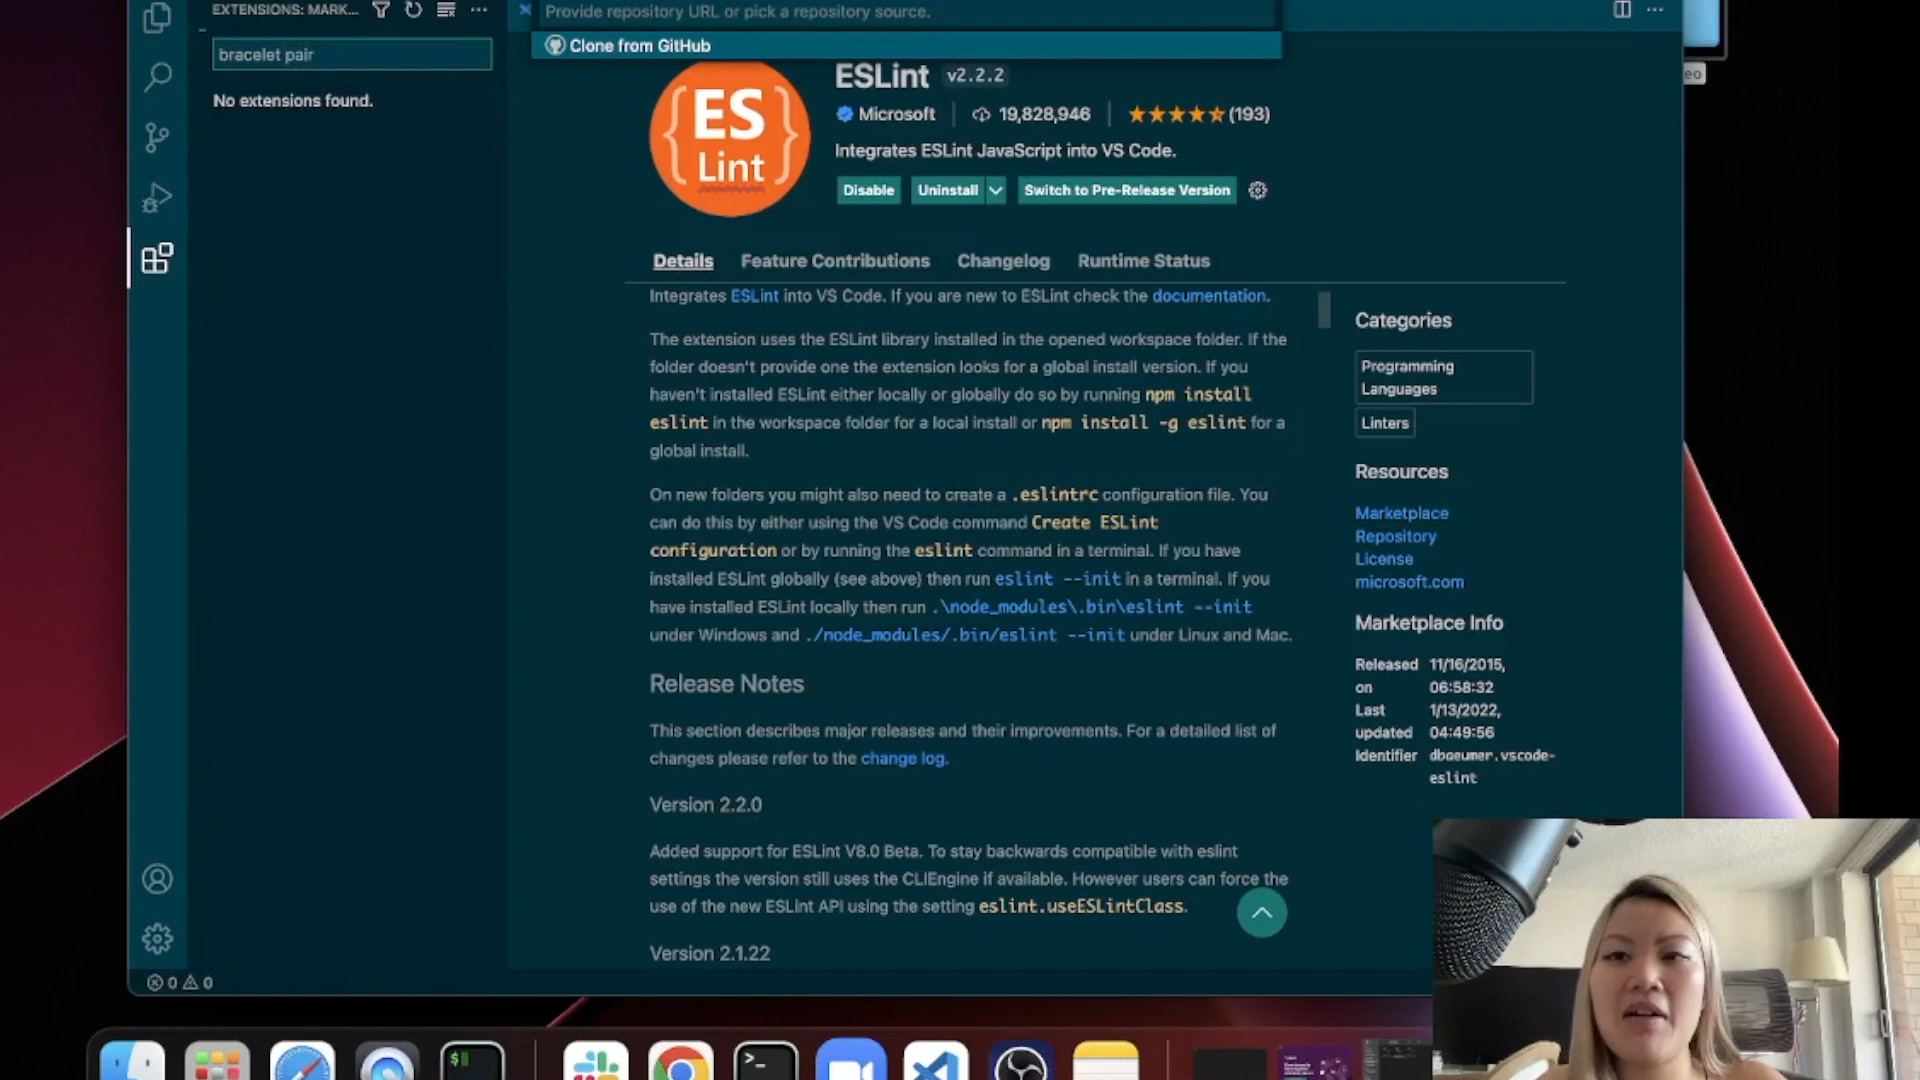 EXTENSIONS: MARK...
bracelet pair
No extensions found.
Provide repository URL or pick a repository source.
Clone from GitHub
eo
ES
Lint
ESLint v2.2.2
Microsoft 19,828,946 (193)
Integrates ESLint JavaScript into VS Code.
Disable Uninstall Switch to Pre-Release Version
Details Feature Contributions Changelog Runtime Status
Integrates ESLint into VS Code. If you are new to ESLint check the documentation.
The extension uses the ESLint library installed in the opened workspace folder. If the
folder doesn't provide one the extension looks for a global install version. If you
haven't installed ESLint either locally or globally do so by running npm install
eslint in the workspace folder for a local install or npm install -g eslint for a
global install.
On new folders you might also need to create a .eslintrc configuration file. You
can do this by either using the VS Code command Create ESLint
configuration or by running the eslint command in a terminal. If you have
installed ESLint globally (see above) then run eslint --init in a terminal. If you
have installed ESLint locally then run .\node_modules\.bin\eslint --init
under Windows and ./node_modules/.bin/eslint --init under Linux and Mac.
Release Notes
This section describes major releases and their improvements. For a detailed list of
changes please refer to the change log.
Version 2.2.0
Added support for ESLint V8.0 Beta. To stay backwards compatible with eslint
settings the version still uses the CLIEngine if available. However users can force the
use of the new ESLint API using the setting eslint.useESLintClass.
Version 2.1.22
Categories
Programming
Languages
Linters
Resources
Marketplace
Repository
License
microsoft.com
Marketplace Info
Released 11/16/2015,
on 06:58:32
Last 1/13/2022,
updated 04:49:56
Identifier dbaeumer.vscode-
eslint
0 0